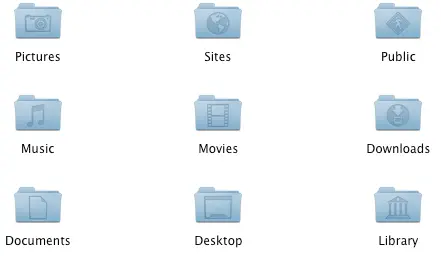 Pictures
Sites
Public
Music
Movies
Downloads
Documents
Desktop
Library